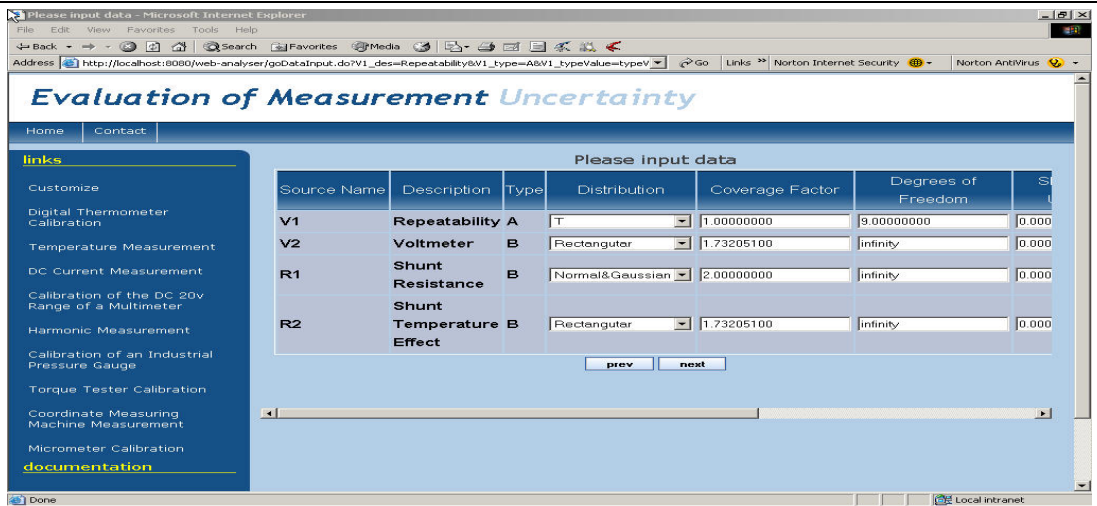 Please input data - Microsoft Internet Explorer
File Edit View Favorites Tools Help
Back Search Favorites Media
Address http://localhost:8080/web-analyser/goDataInput.do?V1_des=Repeatability&V1_type=A&V1_typeValue=typeV Go Links » Norton Internet Security Norton AntiVirus
Evaluation of Measurement Uncertainty
Home Contact
links
Customize
Digital Thermometer
Calibration
Temperature Measurement
DC Current Measurement
Calibration of the DC 20v
Range of a Multimeter
Harmonic Measurement
Calibration of an Industrial
Pressure Gauge
Torque Tester Calibration
Coordinate Measuring
Machine Measurement
Micrometer Calibration
documentation
Please input data
Source Name Description Type Distribution Coverage Factor Degrees of
Freedom
V1 Repeatability A T 1.00000000 9.00000000 0.000
V2 Voltmeter B Rectangular 1.73205100 infinity 0.000
R1 Shunt
Resistance B Normal&Gaussian 2.00000000 infinity 0.000
R2 Shunt
Temperature B Rectangular 1.73205100 infinity 0.000
Effect
prev next
Done Local intranet